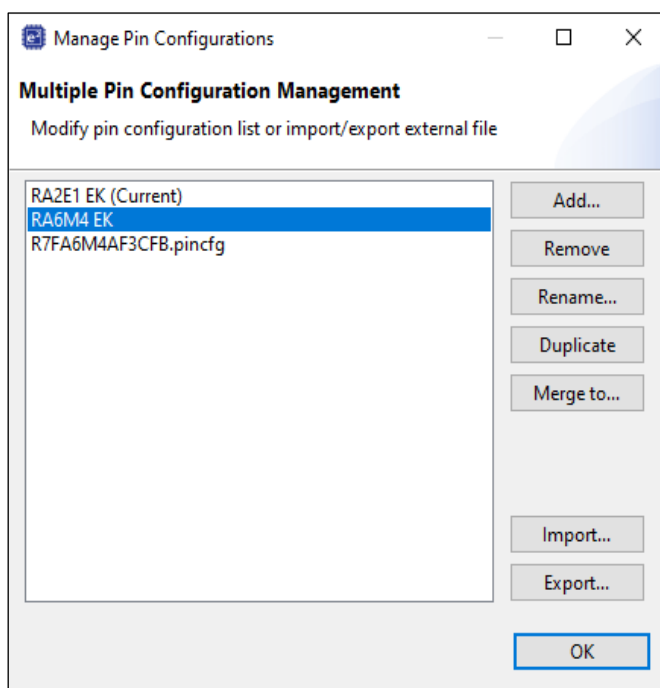 Manage Pin Configurations
Multiple Pin Configuration Management
Modify pin configuration list or import/export external file
RA2E1 EK (Current)
RA6M4 EK
R7FA6M4AF3CFB.pincfg
Add...
Remove
Rename...
Duplicate
Merge to...
Import...
Export...
OK